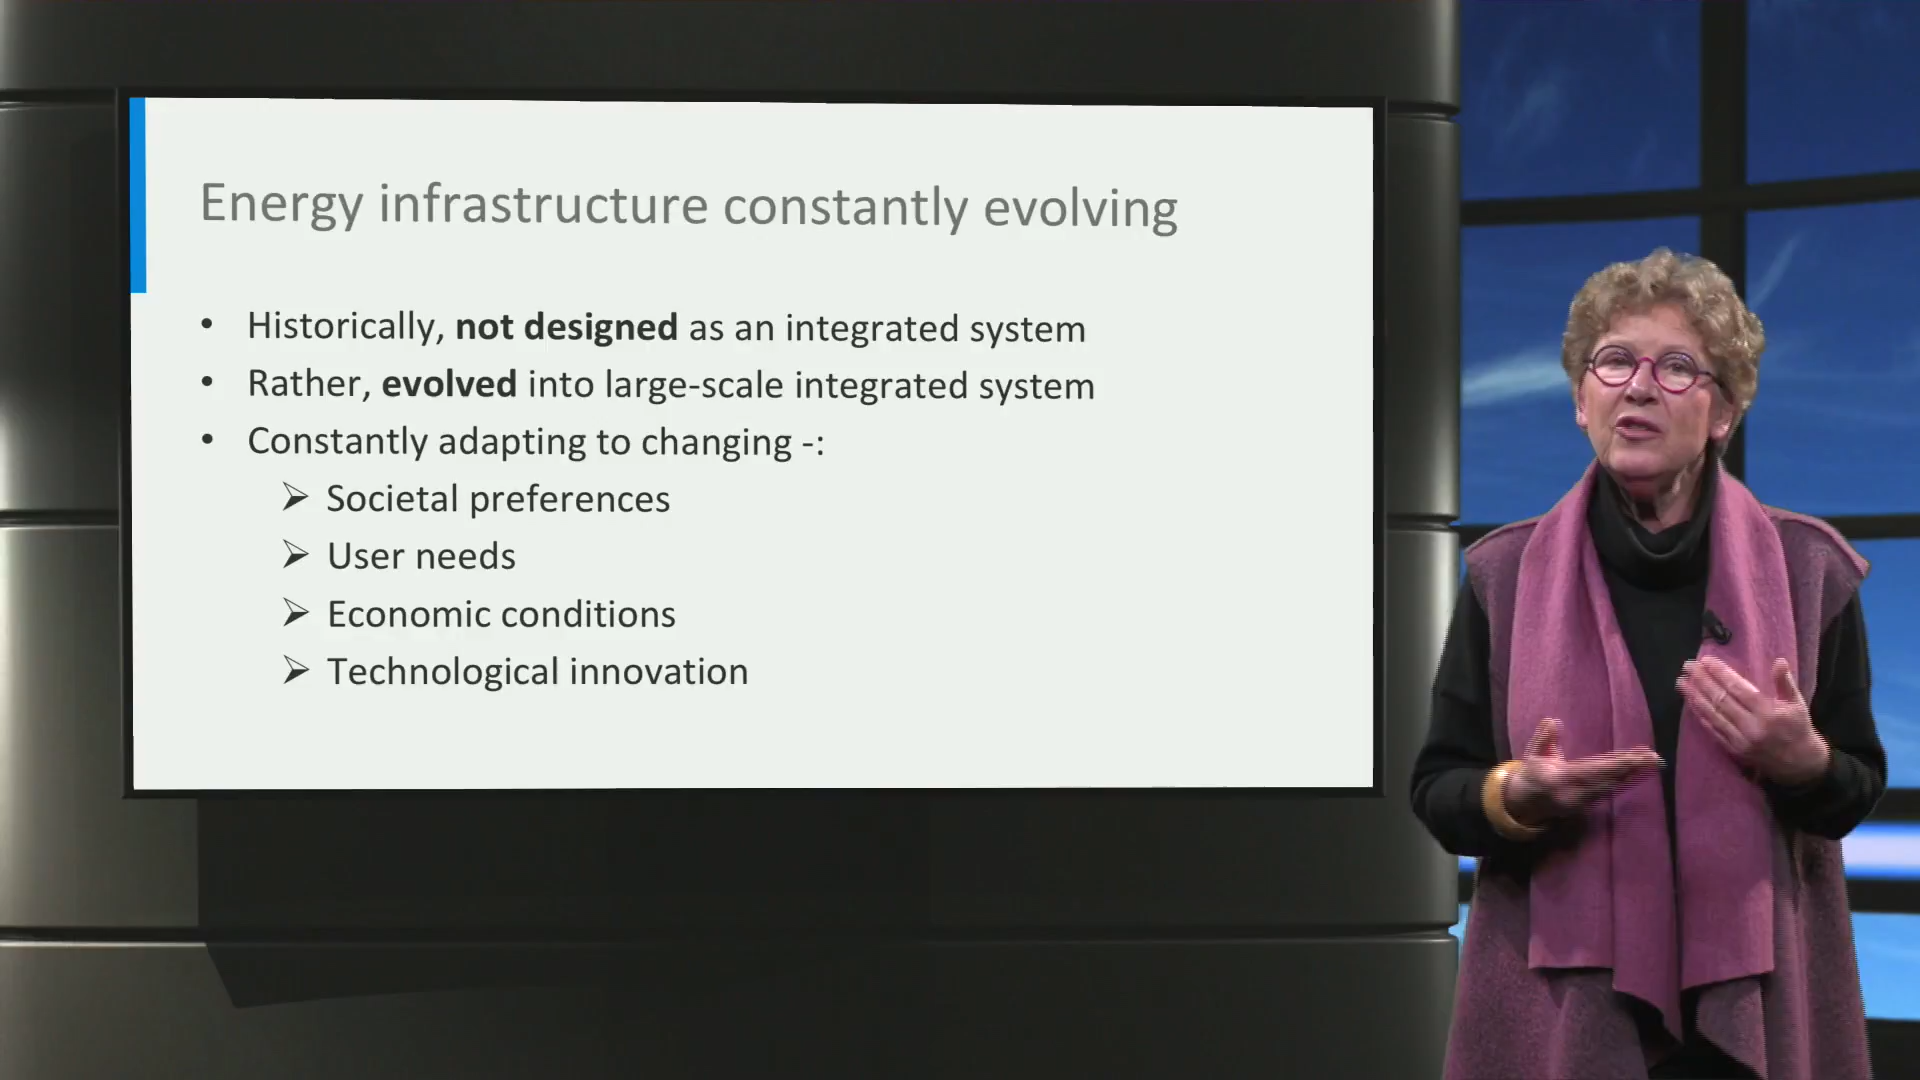 Energy infrastructure constantly evolving
• Historically, not designed as an integrated system
• Rather, evolved into large-scale integrated system
• Constantly adapting to changing -:
➢ Societal preferences
➢ User needs
➢ Economic conditions
➢ Technological innovation